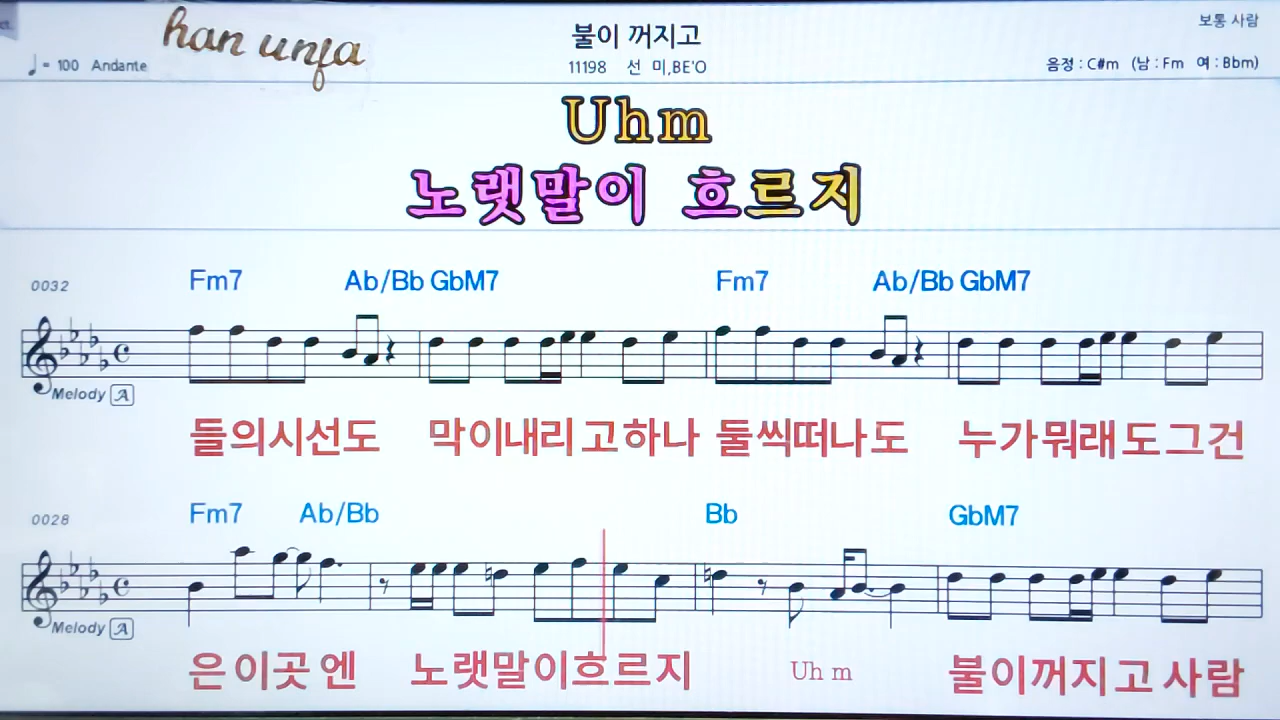 ct.
han unja
불이 꺼지고
보통 사람
♩= 100 Andante
11198 선 미,BE'O
음정 : C#m (남 : Fm 여 : Bbm)
Uhm
노랫말이 흐르지
0032 Fm7 Ab/Bb GbM7 Fm7 Ab/Bb GbM7
Melody A
들의시선도 막이내리고하나 둘씩떠나도 누가뭐래도그건
0028 Fm7 Ab/Bb Bb GbM7
Melody A
은이곳엔 노랫말이흐르지 Uh m 불이꺼지고사람